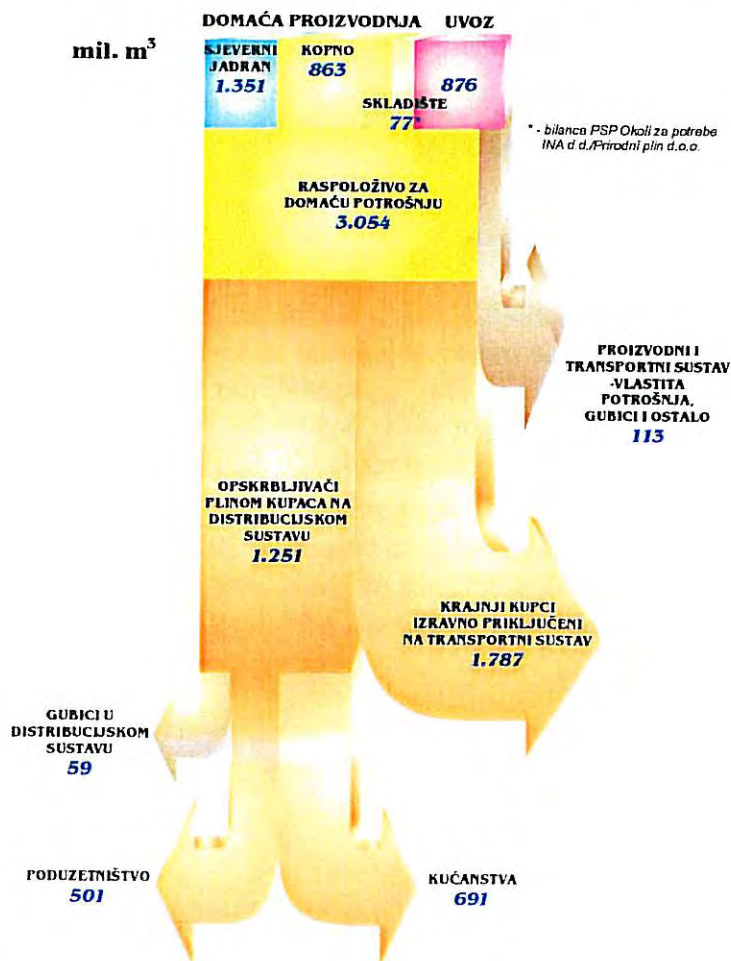 DOMAĆA PROIZVODNJA UVOZ
mil. m³
SJEVERNI
JADRAN
1.351
KOPNO
863
876
SKLADIŠTE
77*
* - bilanca PSP Okoli za potrebe
INA d.d./Prirodni plin d.o.o.
RASPOLOŽIVO ZA
DOMAĆU POTROŠNJU
3.054
PROIZVODNI I
TRANSPORTNI SUSTAV
-VLASTITA
POTROŠNJA,
GUBICI I OSTALO
113
OPSKRBLJIVAČI
PLINOM KUPACA NA
DISTRIBUCIJSKOM
SUSTAVU
1.251
KRAJNJI KUPCI
IZRAVNO PRIKLJUČENI
NA TRANSPORTNI SUSTAV
1.787
GUBICI U
DISTRIBUCIJSKOM
SUSTAVU
59
PODUZETNIŠTVO
501
KUĆANSTVA
691